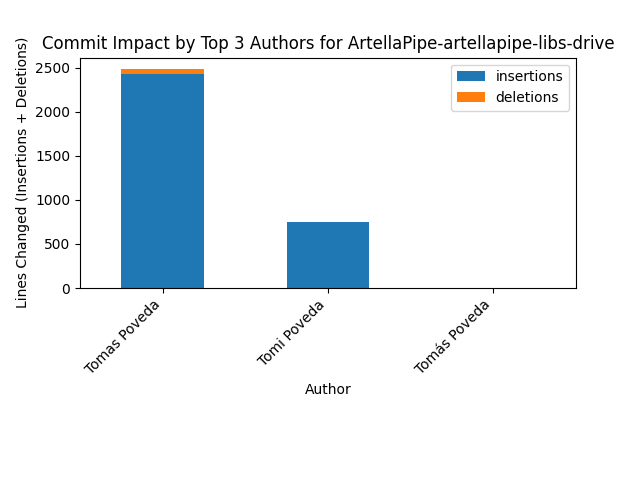 Commit Impact by Top 3 Authors for ArtellaPipe-artellapipe-libs-drive
Lines Changed (Insertions + Deletions)
2500
2000
1500
1000
500
0
insertions
deletions
Tomas Poveda
Tomi Poveda
Tomás Poveda
Author